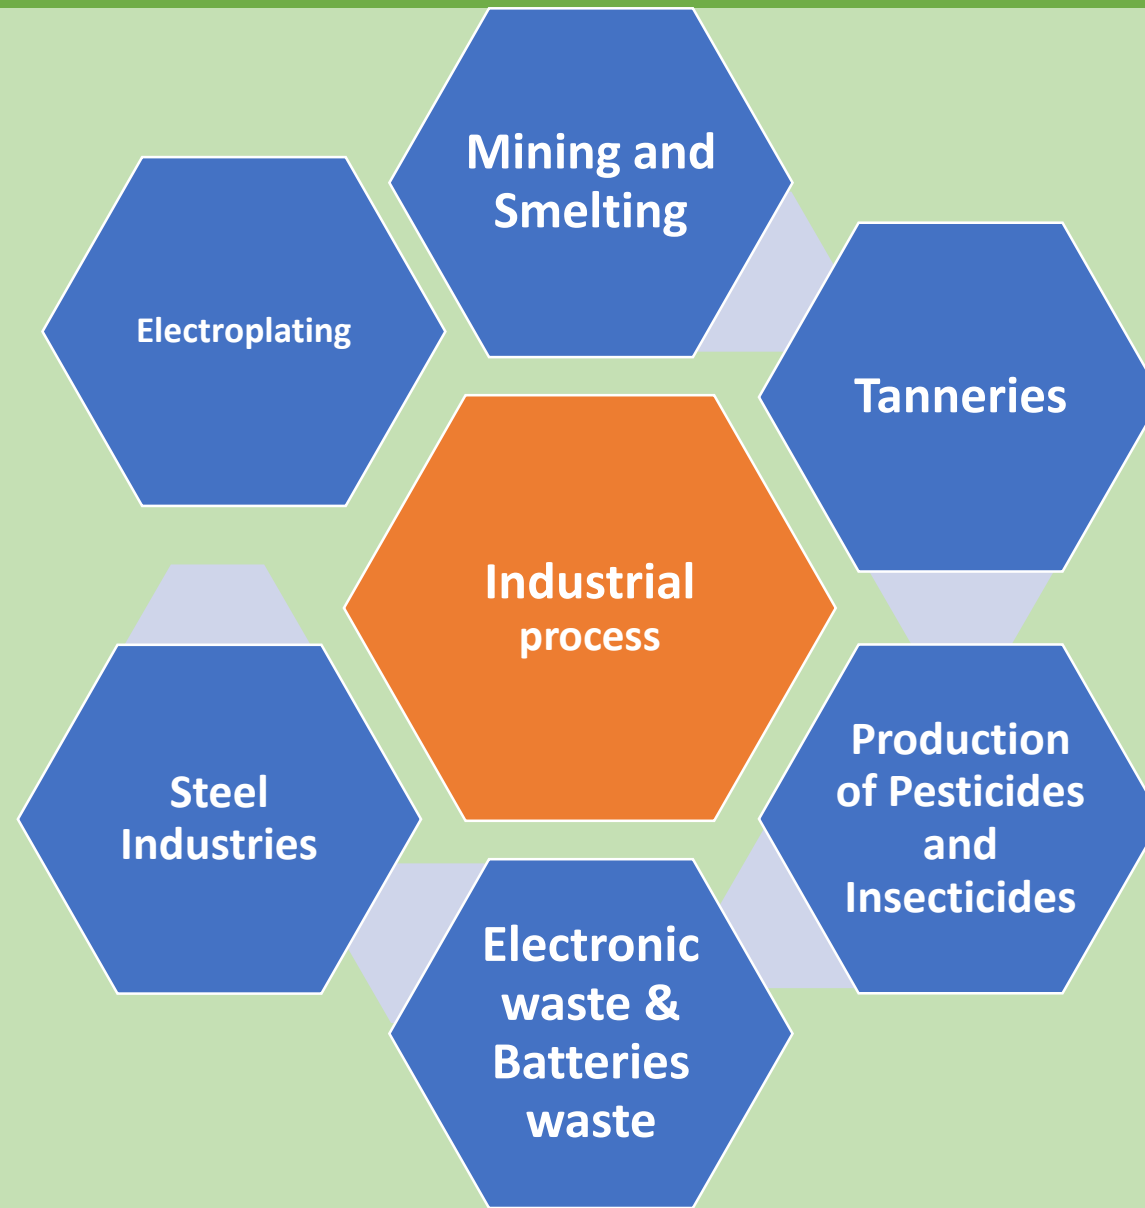 Mining and
Smelting
Electroplating
Tanneries
Industrial
process
Production
of Pesticides
and
Insecticides
Steel
Industries
Electronic
waste &
Batteries
waste